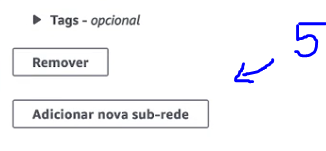 Tags - opcional
5
Remover
Adicionar nova sub-rede